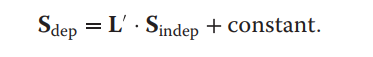 S_dep = L′ · S_indep + constant.